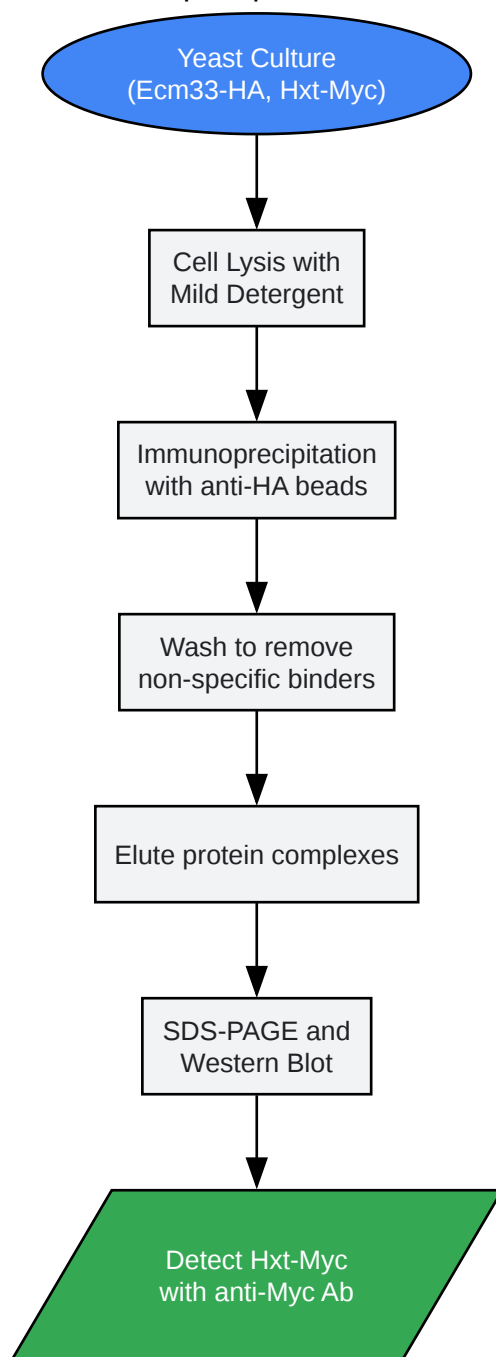 Yeast Culture
(Ecm33-HA, Hxt-Myc)
Cell Lysis with
Mild Detergent
Immunoprecipitation
with anti-HA beads
Wash to remove
non-specific binders
Elute protein complexes
SDS-PAGE and
Western Blot
Detect Hxt-Myc
with anti-Myc Ab